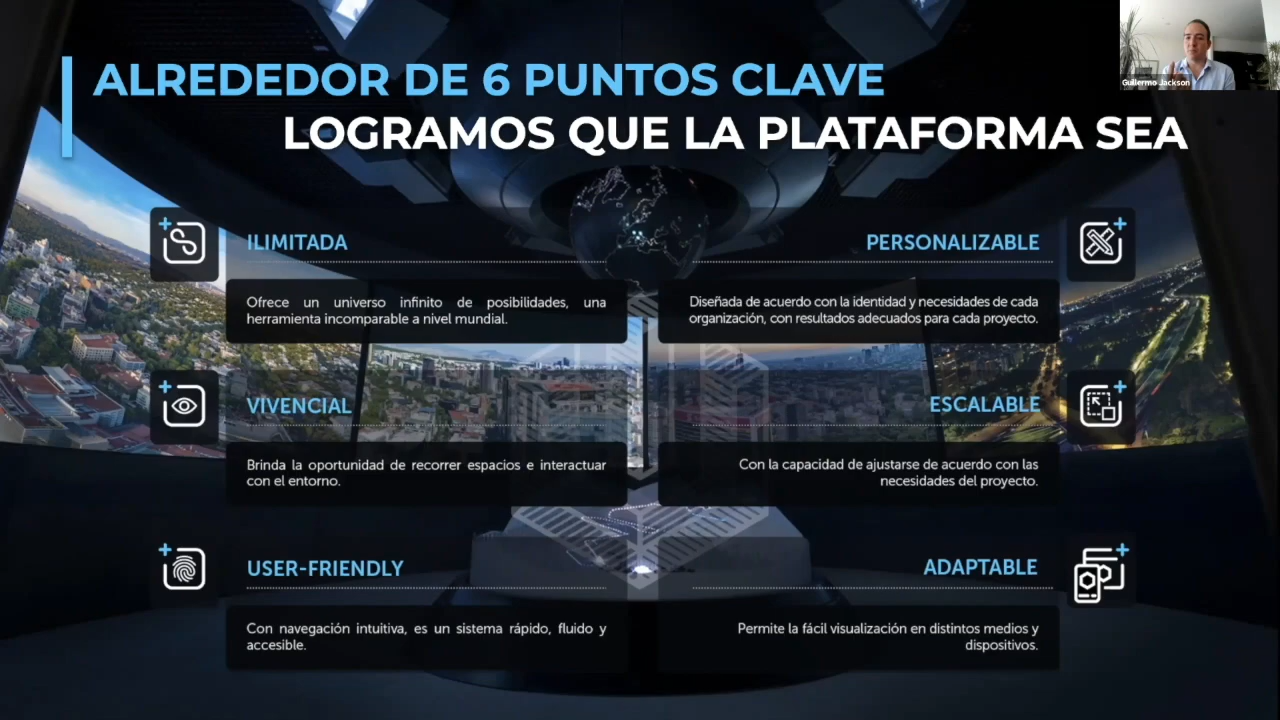 ALREDEDOR DE 6 PUNTOS CLAVE
LOGRAMOS QUE LA PLATAFORMA SEA
Guillermo Jackson
ILIMITADA
Ofrece un universo infinito de posibilidades, una
herramienta incomparable a nivel mundial.
PERSONALIZABLE
Diseñada de acuerdo con la identidad y necesidades de cada
organización, con resultados adecuados para cada proyecto.
VIVENCIAL
Brinda la oportunidad de recorrer espacios e interactuar
con el entorno.
ESCALABLE
Con la capacidad de ajustarse de acuerdo con las
necesidades del proyecto.
USER-FRIENDLY
Con navegación intuitiva, es un sistema rápido, fluido y
accesible.
ADAPTABLE
Permite la fácil visualización en distintos medios y
dispositivos.